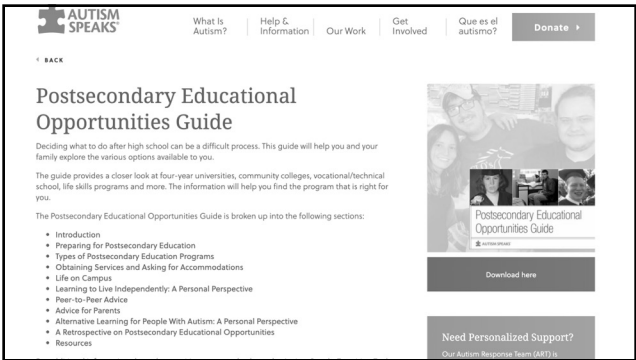 AUTISM
SPEAKS
What Is
Autism?
Help &
Information
Our Work
Get
Involved
Que es el
autismo?
Donate
BACK
Postsecondary Educational
Opportunities Guide
Deciding what to do after high school can be a difficult process. This guide will help you and your
family explore the various options available to you.
The guide provides a closer look at four-year universities, community colleges, vocational/technical
school, life skills programs and more. The information will help you find the program that is right for
you.
The Postsecondary Educational Opportunities Guide is broken up into the following sections:
• Introduction
• Preparing for Postsecondary Education
• Types of Postsecondary Education Programs
• Obtaining Services and Asking for Accommodations
• Life on Campus
• Learning to Live Independently: A Personal Perspective
• Peer-to-Peer Advice
• Advice for Parents
• Alternative Learning for People With Autism: A Personal Perspective
• A Retrospective on Postsecondary Educational Opportunities
• Resources
Postsecondary Educational
Opportunities Guide
AUTISM SPEAKS
Download here
Need Personalized Support?
Our Autism Response Team (ART) is